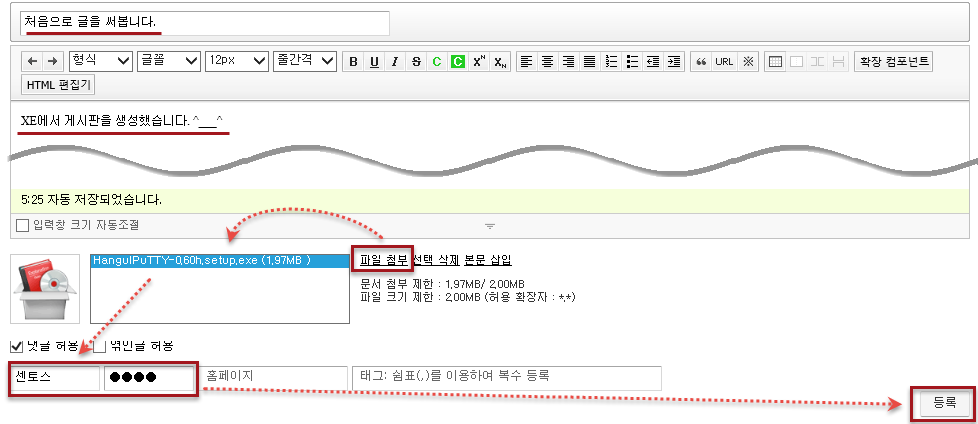 처음으로 글을 써봅니다.
형식 글꼴 12px 줄간격 B U I S C C XN XN “ URL ※ 확장 컴포넌트
HTML 편집기
XE에서 게시판을 생성했습니다. ^___^
5:25 자동 저장되었습니다.
입력창 크기 자동조절
HangulPuTTY-0,60h,setup,exe (1,97MB )
파일 첨부 선택 삭제 본문 삽입
문서 첨부 제한 : 1,97MB/ 2,00MB
파일 크기 제한 : 2,00MB (허용 확장자 : *,*)
댓글 허용 엮인글 허용
센토스 ●●●● 홈페이지 태그: 쉼표(,)를 이용하여 복수 등록
등록